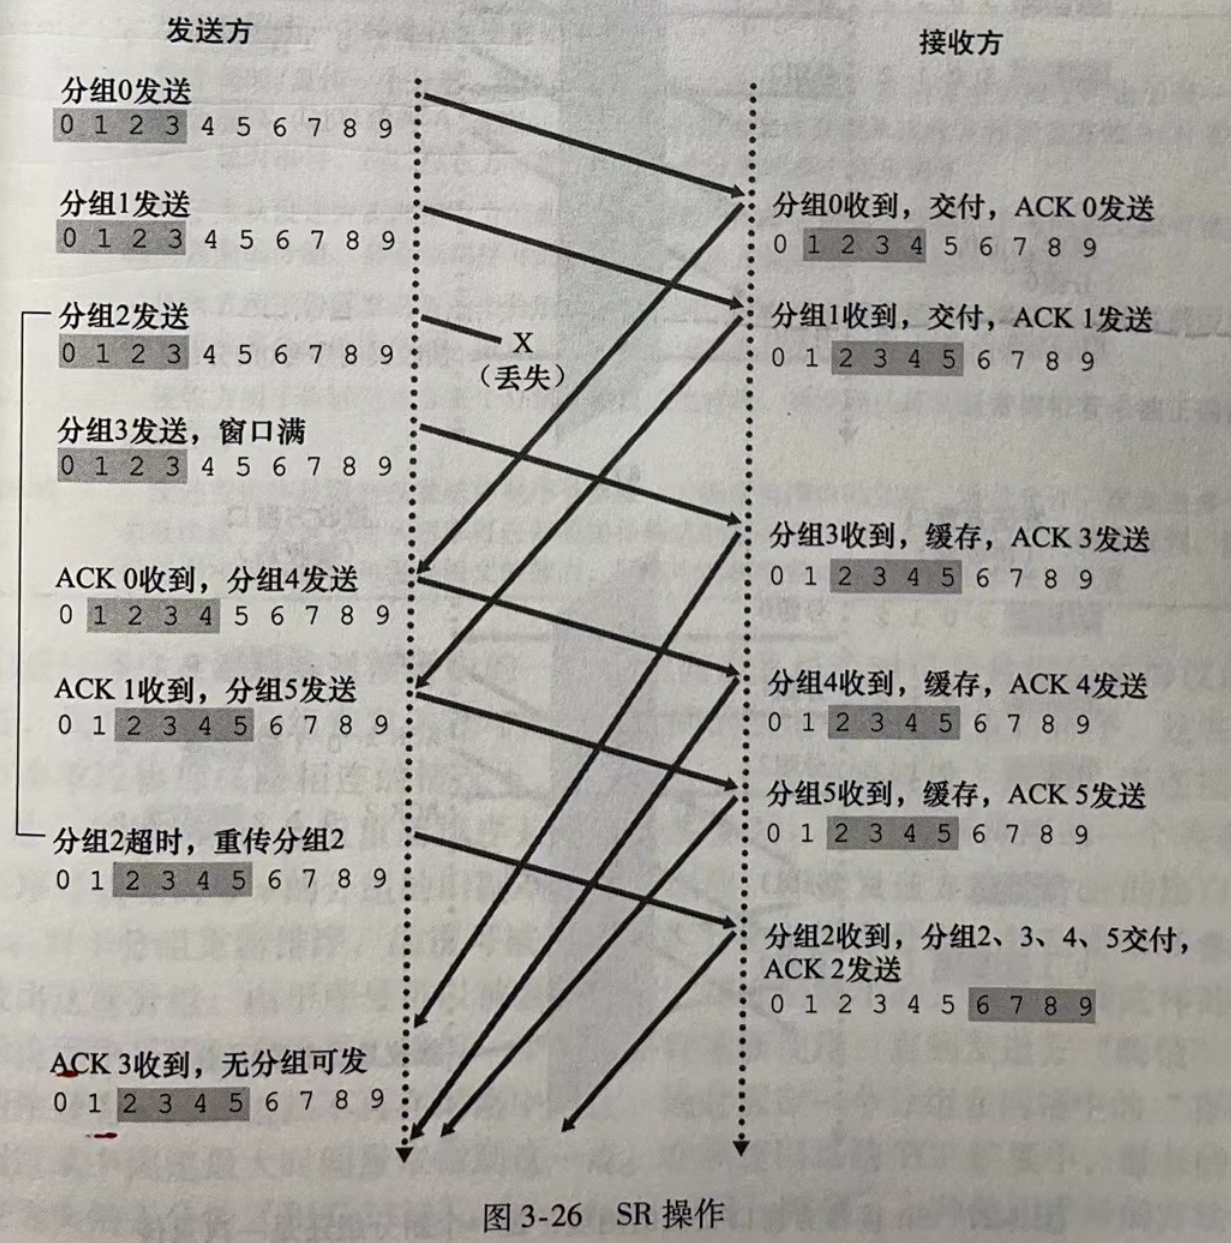 发送方
接收方
分组0发送
0 1 2 3 4 5 6 7 8 9
分组1发送
0 1 2 3 4 5 6 7 8 9
分组0收到，交付，ACK 0发送
0 1 2 3 4 5 6 7 8 9
分组2发送
0 1 2 3 4 5 6 7 8 9
X
（丢失）
分组1收到，交付，ACK 1发送
0 1 2 3 4 5 6 7 8 9
分组3发送，窗口满
0 1 2 3 4 5 6 7 8 9
分组3收到，缓存，ACK 3发送
0 1 2 3 4 5 6 7 8 9
ACK 0收到，分组4发送
0 1 2 3 4 5 6 7 8 9
ACK 1收到，分组5发送
0 1 2 3 4 5 6 7 8 9
分组4收到，缓存，ACK 4发送
0 1 2 3 4 5 6 7 8 9
分组5收到，缓存，ACK 5发送
0 1 2 3 4 5 6 7 8 9
分组2超时，重传分组2
0 1 2 3 4 5 6 7 8 9
分组2收到，分组2、3、4、5交付，
ACK 2发送
0 1 2 3 4 5 6 7 8 9
ACK 3收到，无分组可发
0 1 2 3 4 5 6 7 8 9
图 3-26 SR 操作